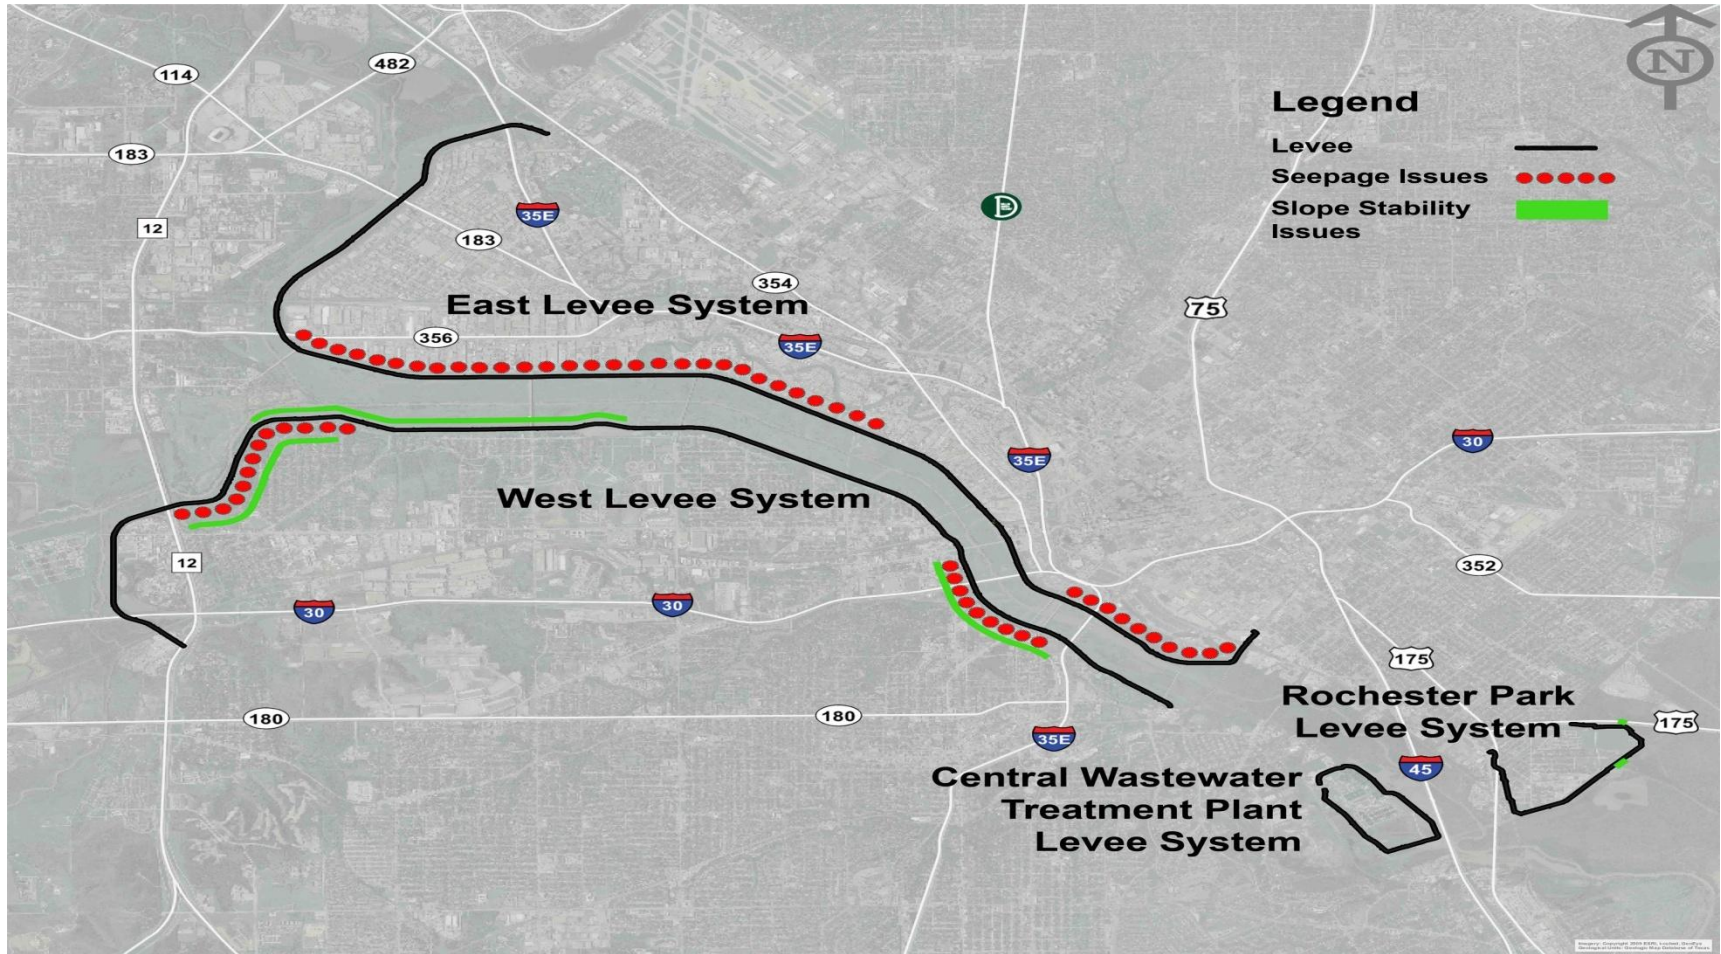 114
482
183
12
35E
183
354
356
35E
75
N
Legend
Levee
Seepage Issues
Slope Stability
Issues
East Levee System
West Levee System
35E
30
12
30
30
352
180
180
35E
175
Rochester Park
Levee System
175
45
Central Wastewater
Treatment Plant
Levee System